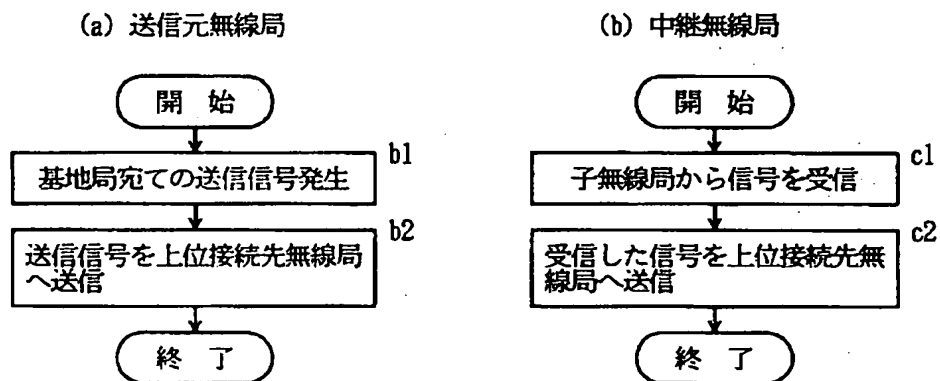 (a) 送信元無線局
開 始
b1
基地局宛ての送信信号発生
b2
送信信号を上位接続先無線局
へ送信
終 了
(b) 中継無線局
開 始
c1
子無線局から信号を受信
c2
受信した信号を上位接続先無
線局へ送信
終 了